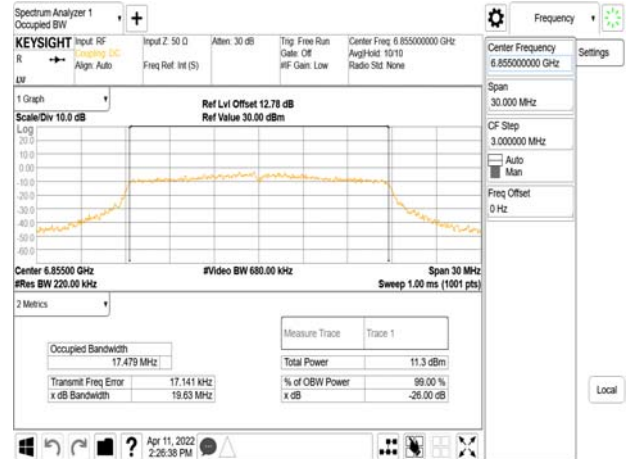 Spectrum Analyzer 1
Occupied BW
+
Frequency
KEYSIGHT
R
LV
Input: RF
Coupling: DC
Align: Auto
Input Z: 50 Ω
Freq Ref: Int (S)
Atten: 30 dB
Trig: Free Run
Gate: Off
#IF Gain: Low
Center Freq: 6.855000000 GHz
Avg|Hold: 10/10
Radio Std: None
Center Frequency
6.855000000 GHz
Settings
Span
30.000 MHz
CF Step
3.000000 MHz
Auto
Man
Freq Offset
0 Hz
1 Graph
Scale/Div 10.0 dB
Ref Lvl Offset 12.78 dB
Ref Value 30.00 dBm
Log
20.0
10.0
0.00
-10.0
-20.0
-30.0
-40.0
-50.0
-60.0
Center 6.85500 GHz
#Res BW 220.00 kHz
#Video BW 680.00 kHz
Span 30 MHz
Sweep 1.00 ms (1001 pts)
2 Metrics
Measure Trace
Trace 1
Occupied Bandwidth
17.479 MHz
Total Power
11.3 dBm
Transmit Freq Error
17.141 kHz
% of OBW Power
99.00 %
x dB Bandwidth
19.63 MHz
x dB
-26.00 dB
Local
?
Apr 11, 2022
2:26:38 PM